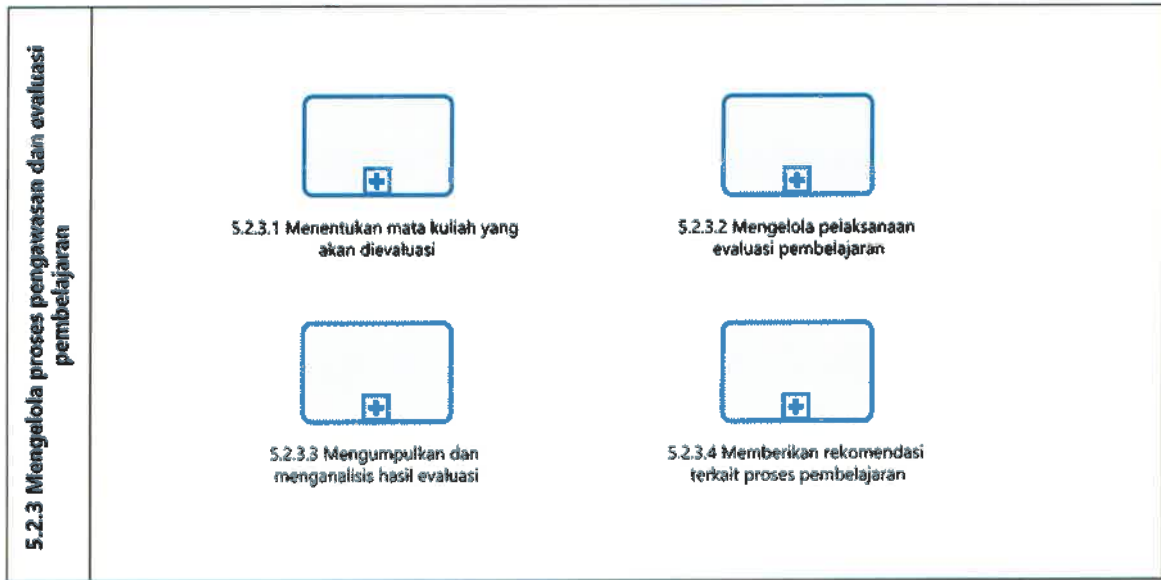 5.2.3 Mengelola proses pengawasan dan evaluasi
pembelajaran
5.2.3.1 Menentukan mata kuliah yang
akan dievaluasi
5.2.3.2 Mengelola pelaksanaan
evaluasi pembelajaran
5.2.3.3 Mengumpulkan dan
menganalisis hasil evaluasi
5.2.3.4 Memberikan rekomendasi
terkait proses pembelajaran